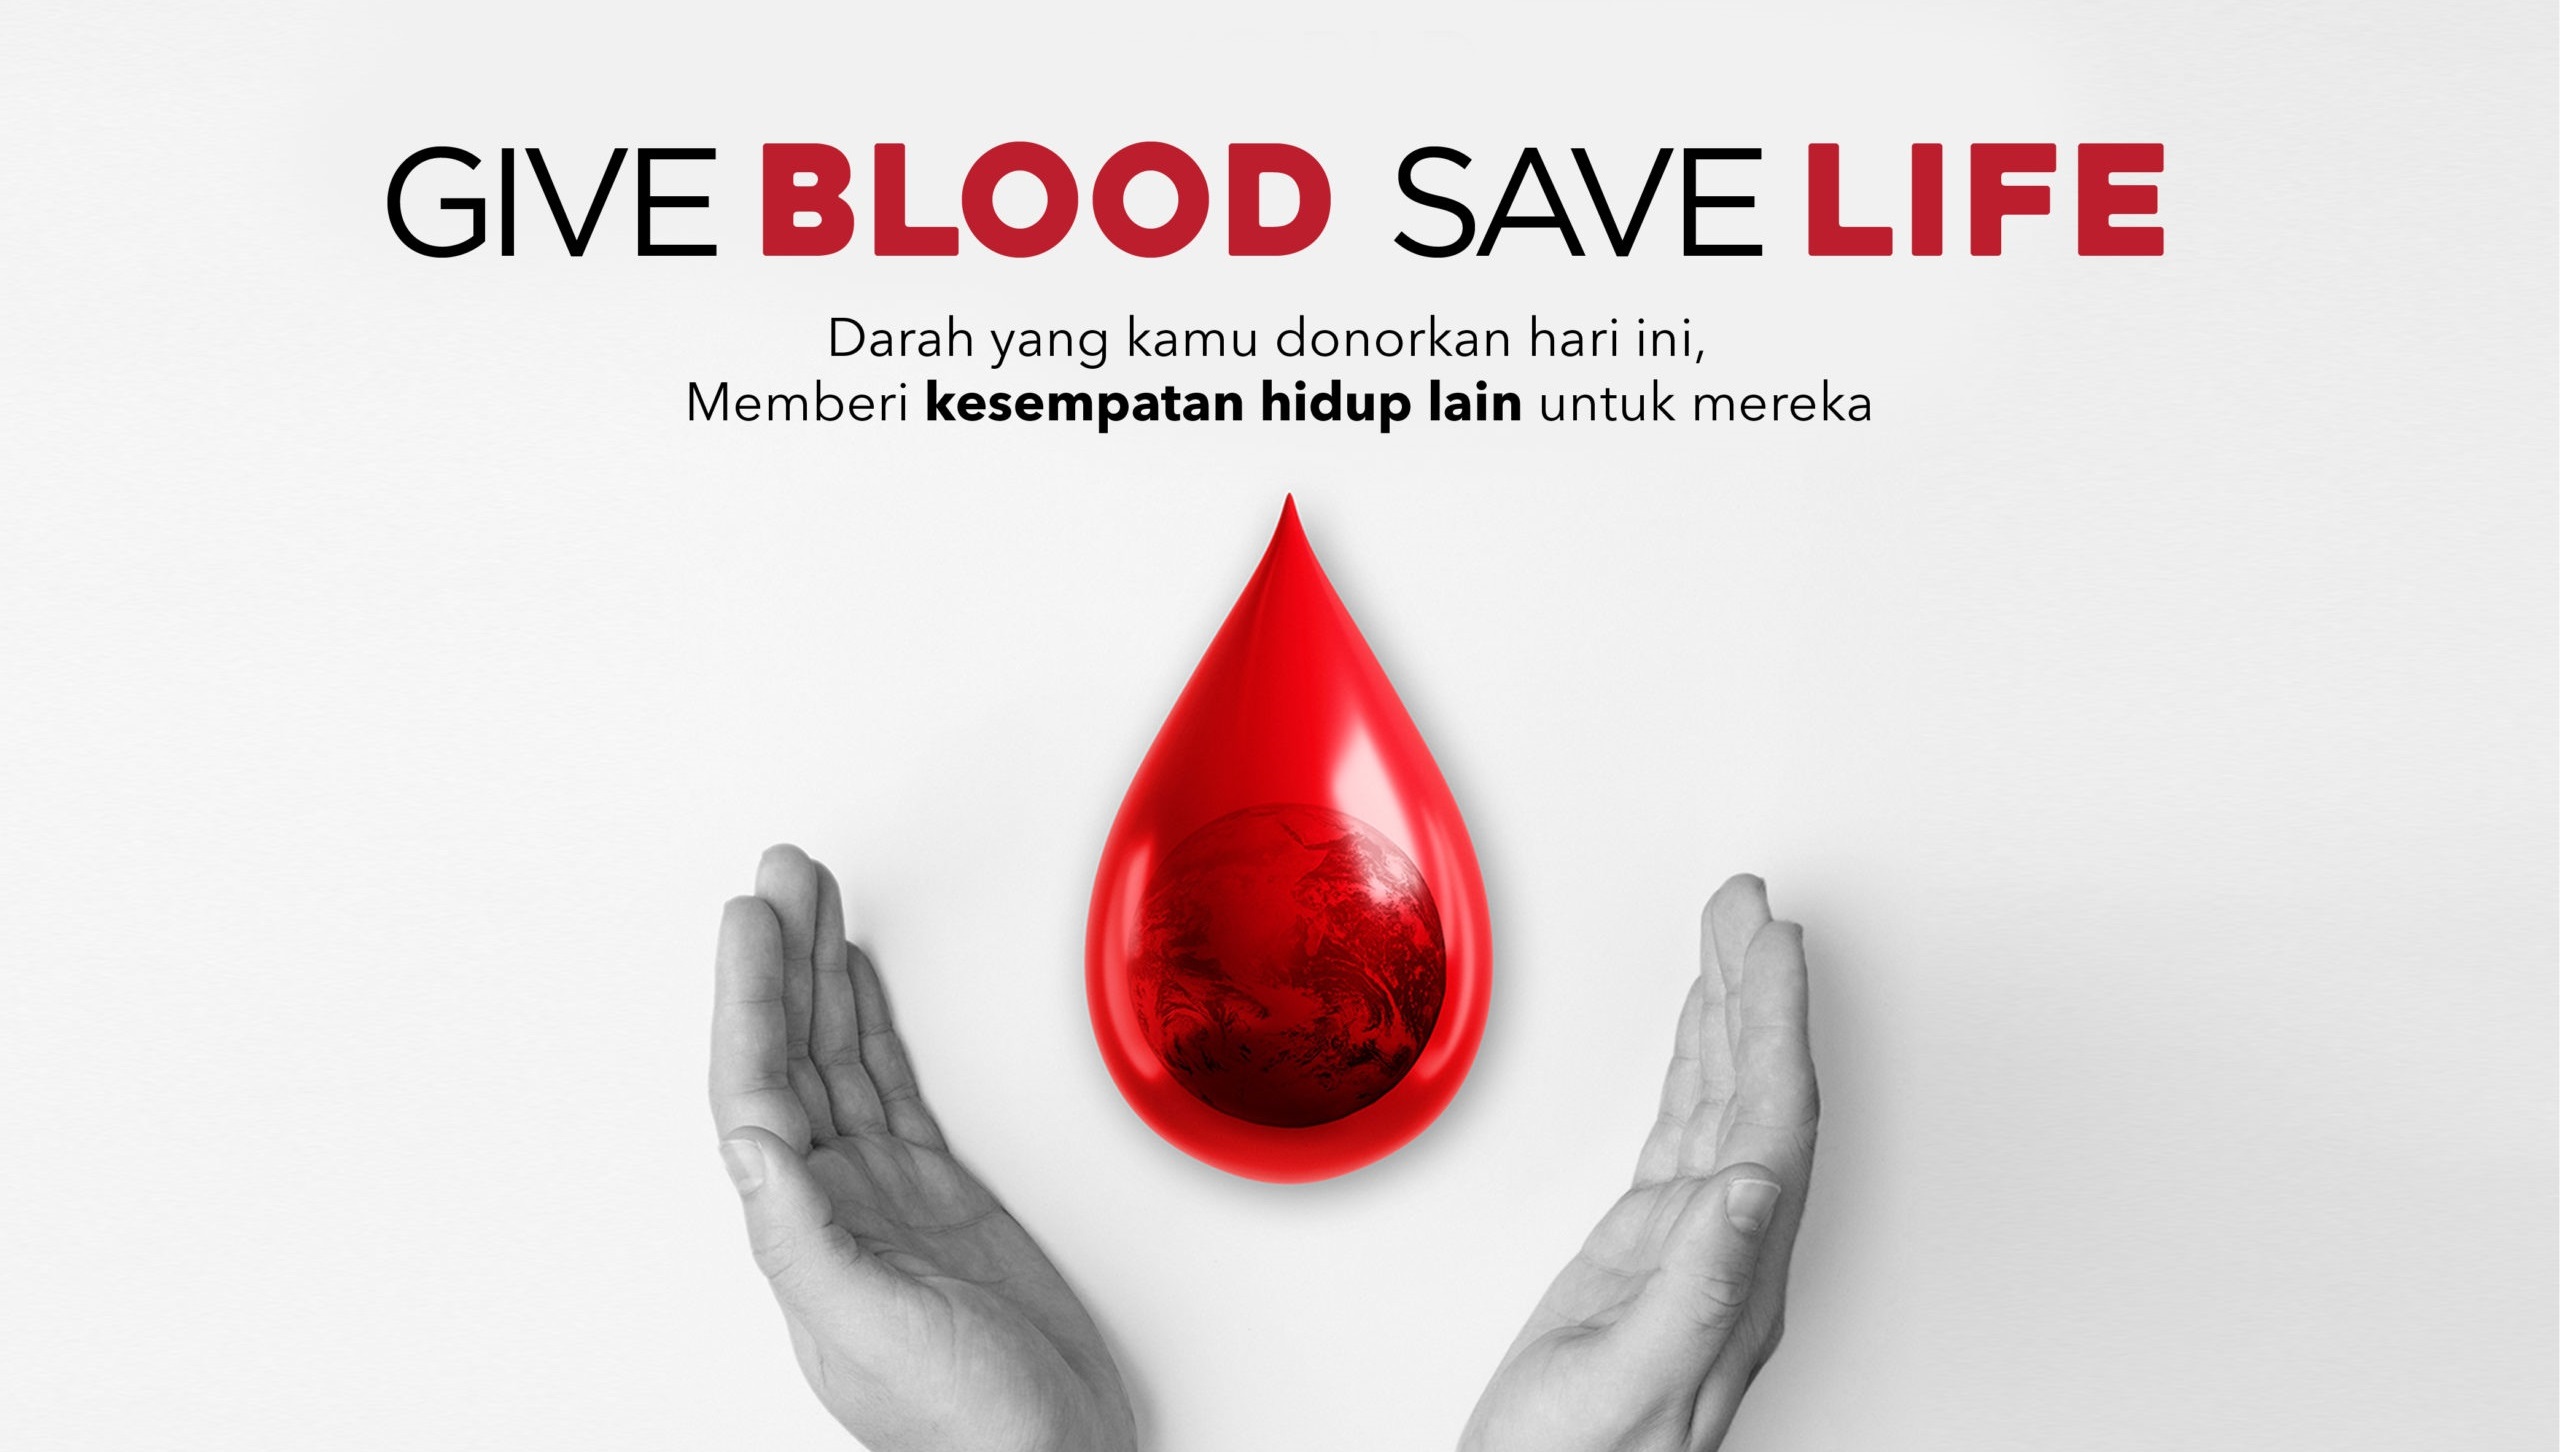 GIVE BLOOD SAVE LIFE
Darah yang kamu donorkan hari ini,
Memberi kesempatan hidup lain untuk mereka